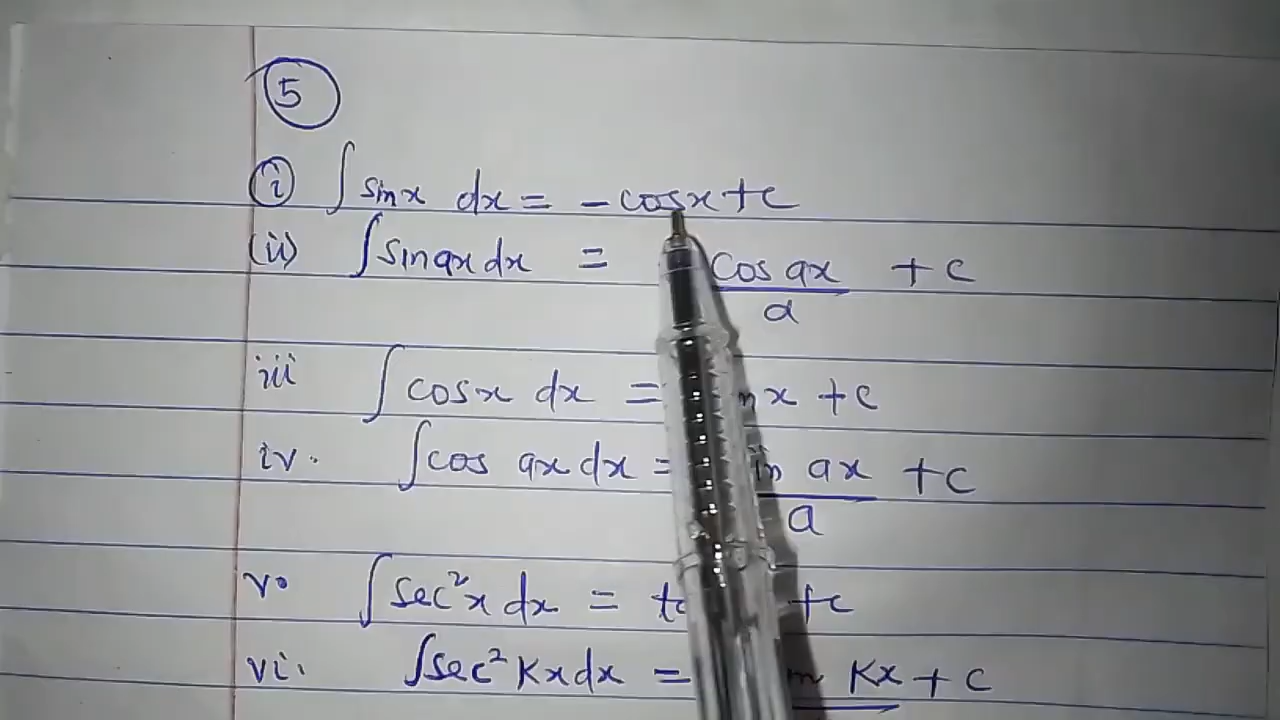 5
(i) ∫sinx dx = -cosx+c
(ii) ∫sinax dx = cos ax/a + c
iii ∫cosx dx = x + c
iv. ∫cos ax dx = ax/a + c
v. ∫sec²x dx = +c
vi. ∫sec²Kx dx = Kx + c